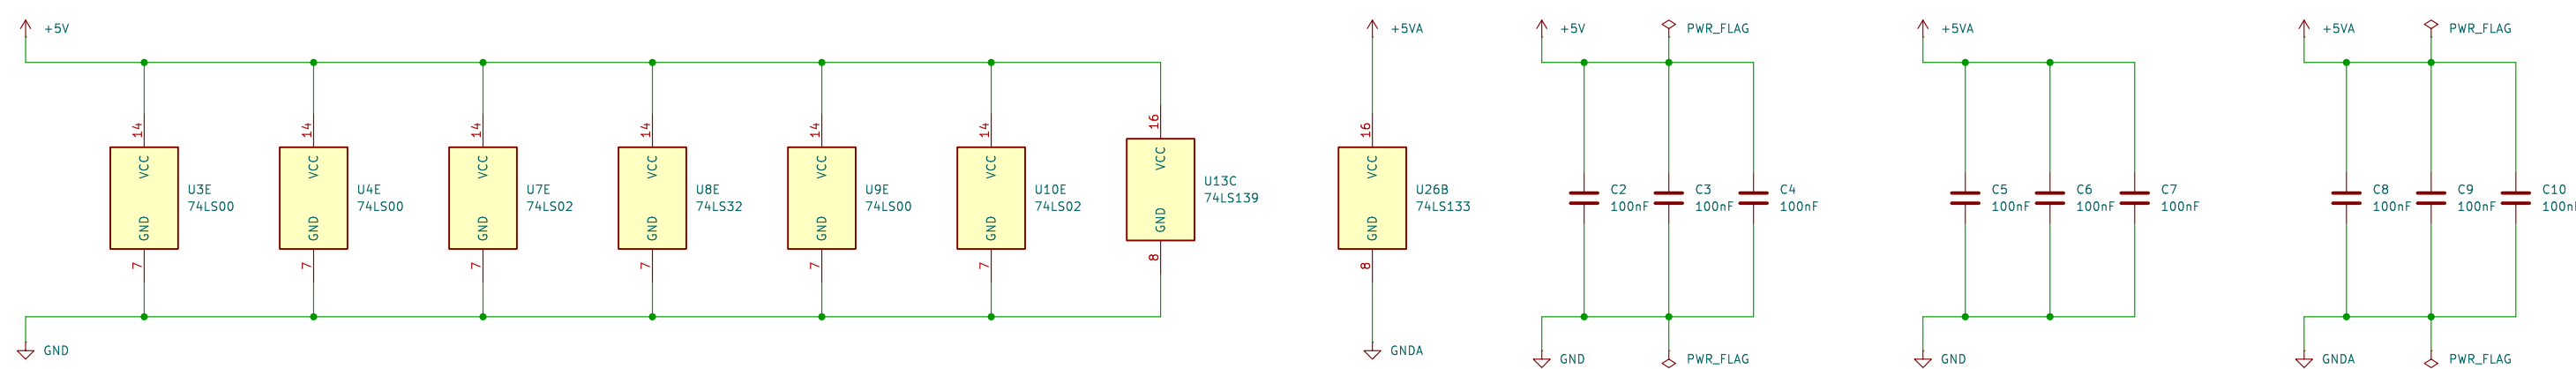 +5V
+5VA
+5V
PWR_FLAG
+5VA
+5VA
PWR_FLAG
14
14
14
14
14
14
16
16
VCC
VCC
VCC
VCC
VCC
VCC
VCC
VCC
U3E
74LS00
U4E
74LS00
U7E
74LS02
U8E
74LS32
U9E
74LS00
U10E
74LS02
U13C
74LS139
U26B
74LS133
C2
100nF
C3
100nF
C4
100nF
C5
100nF
C6
100nF
C7
100nF
C8
100nF
C9
100nF
C10
100n
GND
GND
GND
GND
GND
GND
GND
GND
7
7
7
7
7
7
8
8
GND
GNDA
GND
PWR_FLAG
GND
GNDA
PWR_FLAG